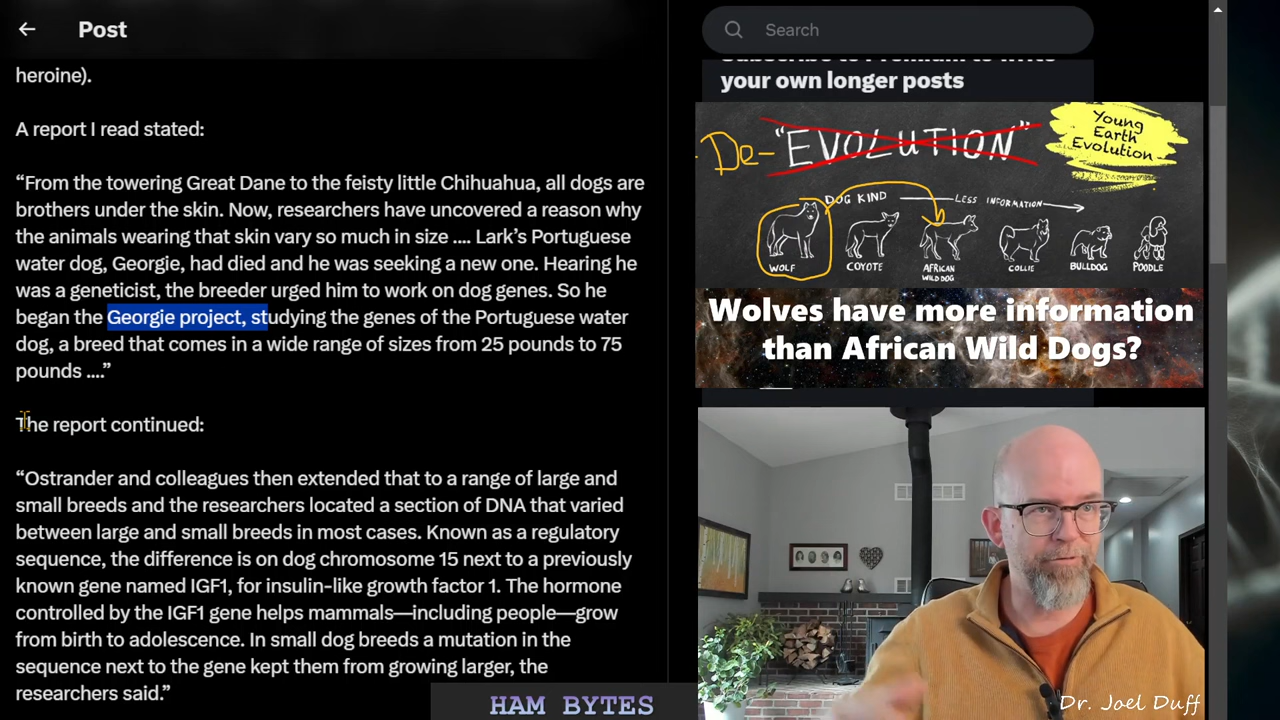 Post
heroine).
A report I read stated:
“From the towering Great Dane to the feisty little Chihuahua, all dogs are
brothers under the skin. Now, researchers have uncovered a reason why
the animals wearing that skin vary so much in size .... Lark’s Portuguese
water dog, Georgie, had died and he was seeking a new one. Hearing he
was a geneticist, the breeder urged him to work on dog genes. So he
began the Georgie project, studying the genes of the Portuguese water
dog, a breed that comes in a wide range of sizes from 25 pounds to 75
pounds ....”
The report continued:
“Ostrander and colleagues then extended that to a range of large and
small breeds and the researchers located a section of DNA that varied
between large and small breeds in most cases. Known as a regulatory
sequence, the difference is on dog chromosome 15 next to a previously
known gene named IGF1, for insulin-like growth factor 1. The hormone
controlled by the IGF1 gene helps mammals—including people—grow
from birth to adolescence. In small dog breeds a mutation in the
sequence next to the gene kept them from growing larger, the
researchers said.”
Search
Subscribe to Premium to write
your own longer posts
De-"EVOLUTION"
Young
Earth
Evolution
DOG KIND
LESS INFORMATION
WOLF
COYOTE
AFRICAN
WILD DOG
COLLIE
BULLDOG
POODLE
Wolves have more information
than African Wild Dogs?
HAM BYTES
Dr. Joel Duff